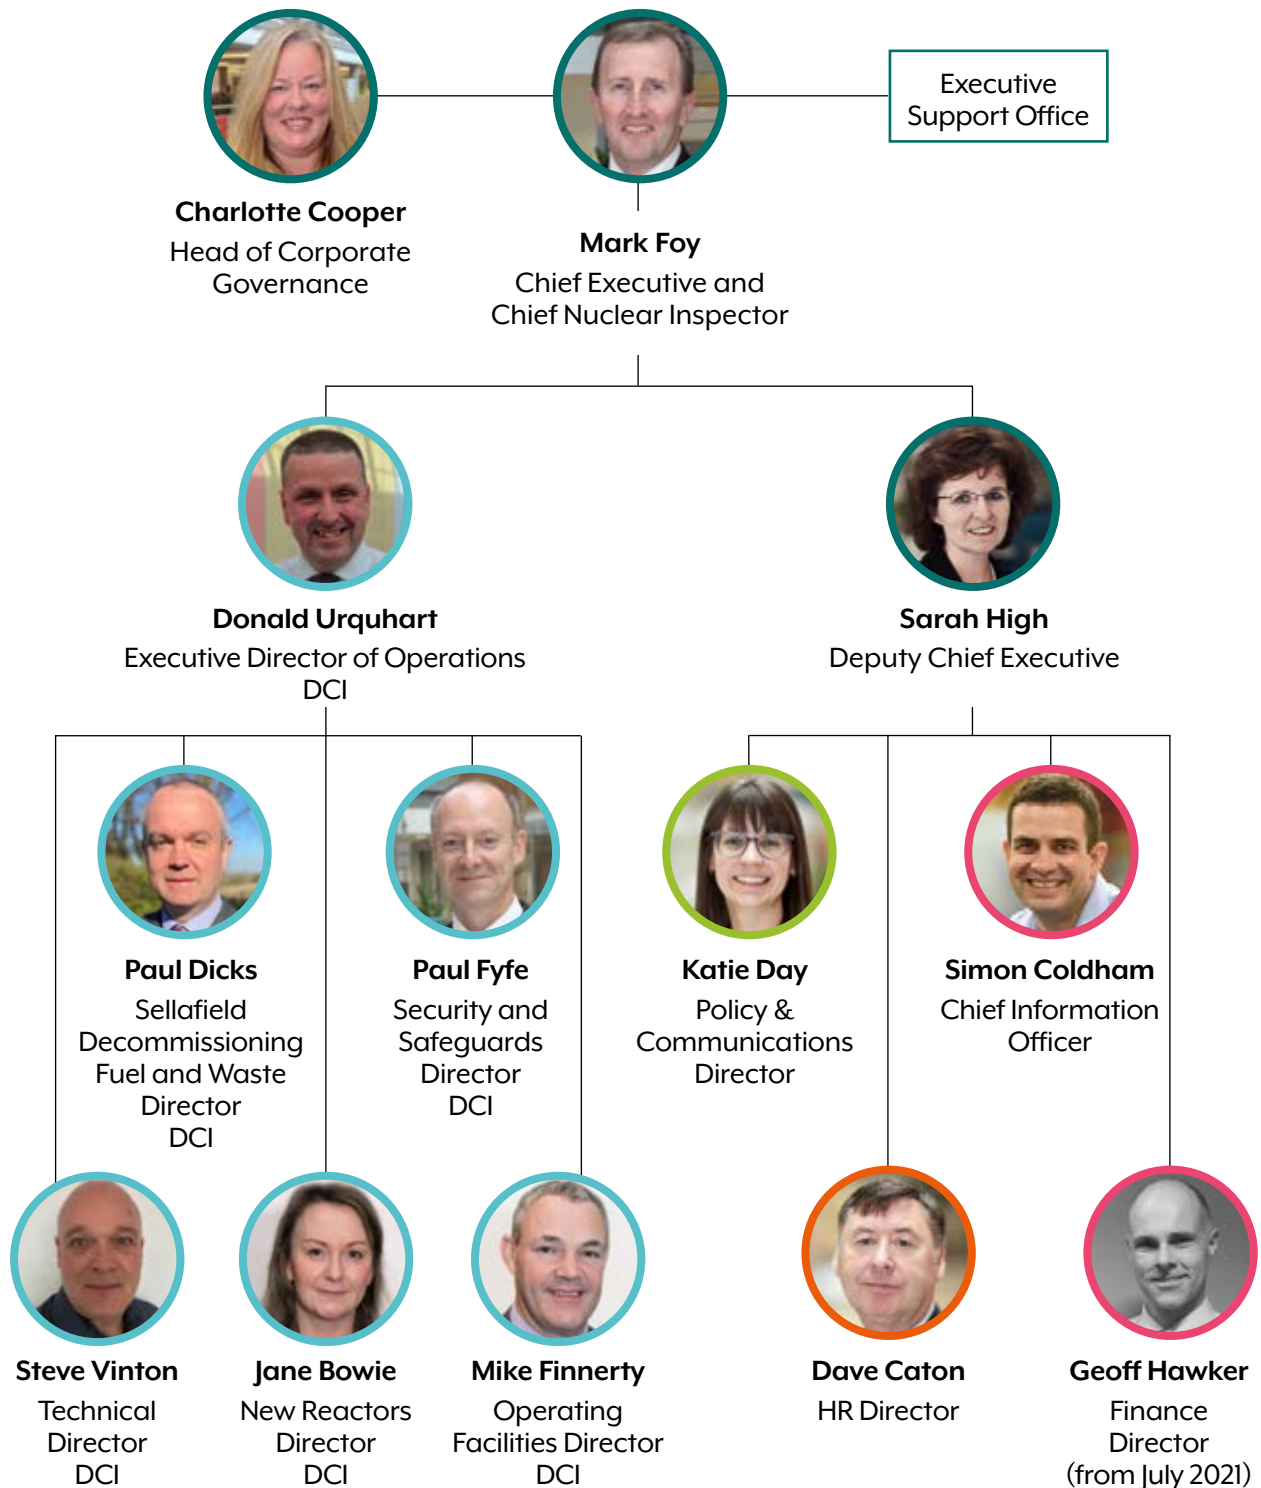 Executive
Support Office
Charlotte Cooper
Head of Corporate
Governance
Mark Foy
Chief Executive and
Chief Nuclear Inspector
Donald Urquhart
Executive Director of Operations
DCI
Sarah High
Deputy Chief Executive
Paul Dicks
Sellafield
Decommissioning
Fuel and Waste
Director
DCI
Paul Fyfe
Security and
Safeguards
Director
DCI
Katie Day
Policy &
Communications
Director
Simon Coldham
Chief Information
Officer
Steve Vinton
Technical
Director
DCI
Jane Bowie
New Reactors
Director
DCI
Mike Finnerty
Operating
Facilities Director
DCI
Dave Caton
HR Director
Geoff Hawker
Finance
Director
(from July 2021)